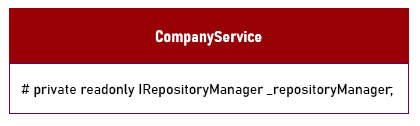 CompanyService
# private readonly IRepositoryManager _repositoryManager;